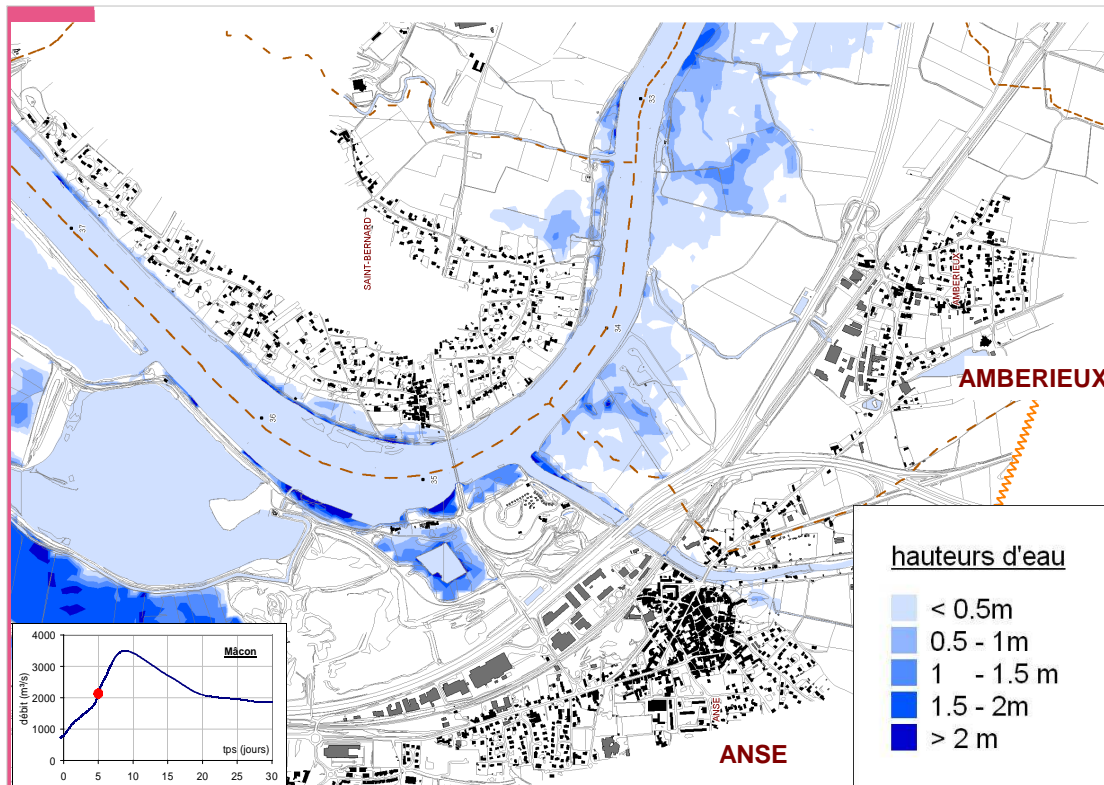 33
37
SAINT-BERNARD
AMBERIEUX
34
AMBERIEUX
36
35
hauteurs d'eau
< 0.5m
0.5 - 1m
1 - 1.5 m
1.5 - 2m
> 2 m
Mâcon
débit (m³/s)
4000
3000
2000
1000
0
tps (jours)
0 5 10 15 20 25 30
ANSE
ANSE